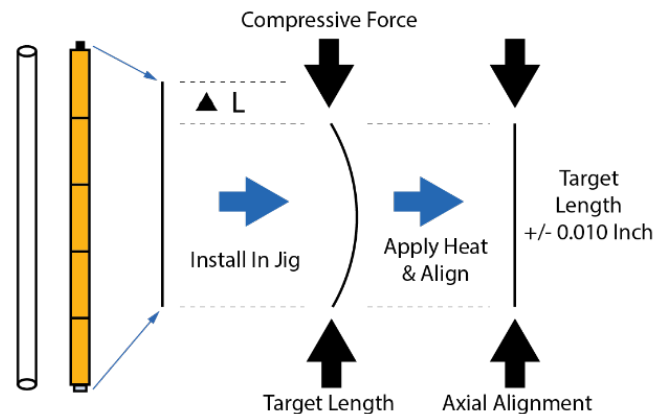 Compressive Force
▲ L
Install In Jig
Apply Heat
& Align
Target
Length
+/- 0.010 Inch
Target Length
Axial Alignment